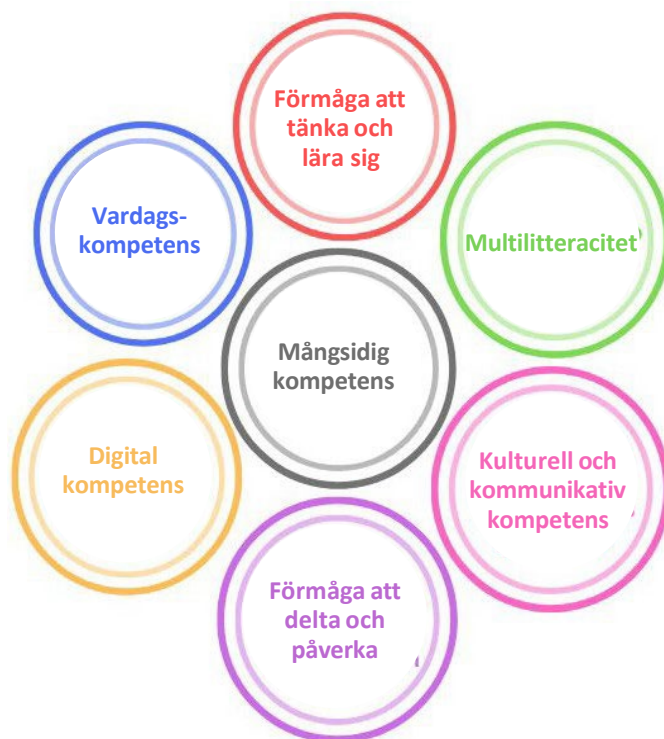 Förmåga att
tänka och
lära sig
Vardags-
kompetens
Multilitteracitet
Mångsidig
kompetens
Digital
kompetens
Kulturell och
kommunikativ
kompetens
Förmåga att
delta och
påverka